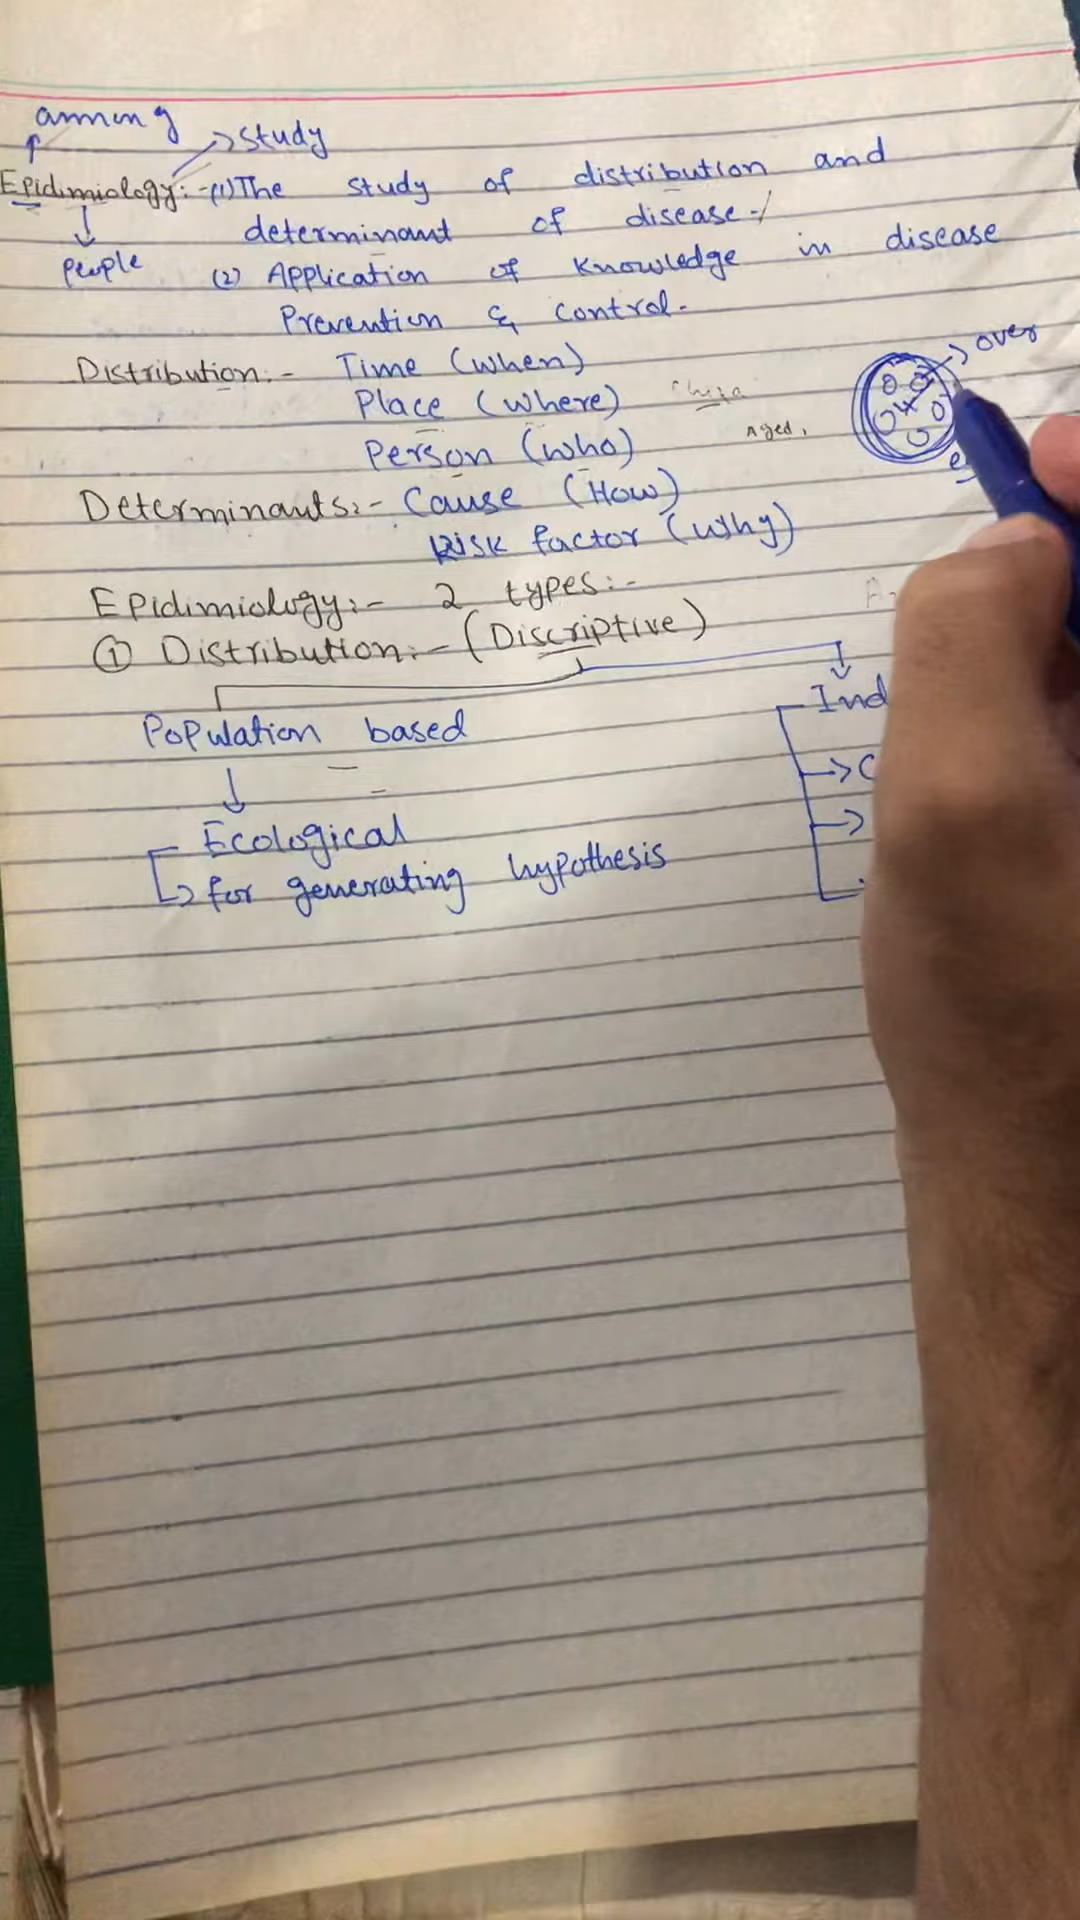 among
study
Epidimiology:- (1) The study of distribution and
determinant of disease-/
People
(2) Application of knowledge in disease
Prevention & control.
over
Distribution:- Time (when)
Place (where)
Aged,
Person (who)
Determinants:- Cause (How)
Risk factor (why)
Epidimiology:- 2 types:-
① Distribution:- (Discriptive)
Ind
Population based
C
Ecological
for generating hypothesis